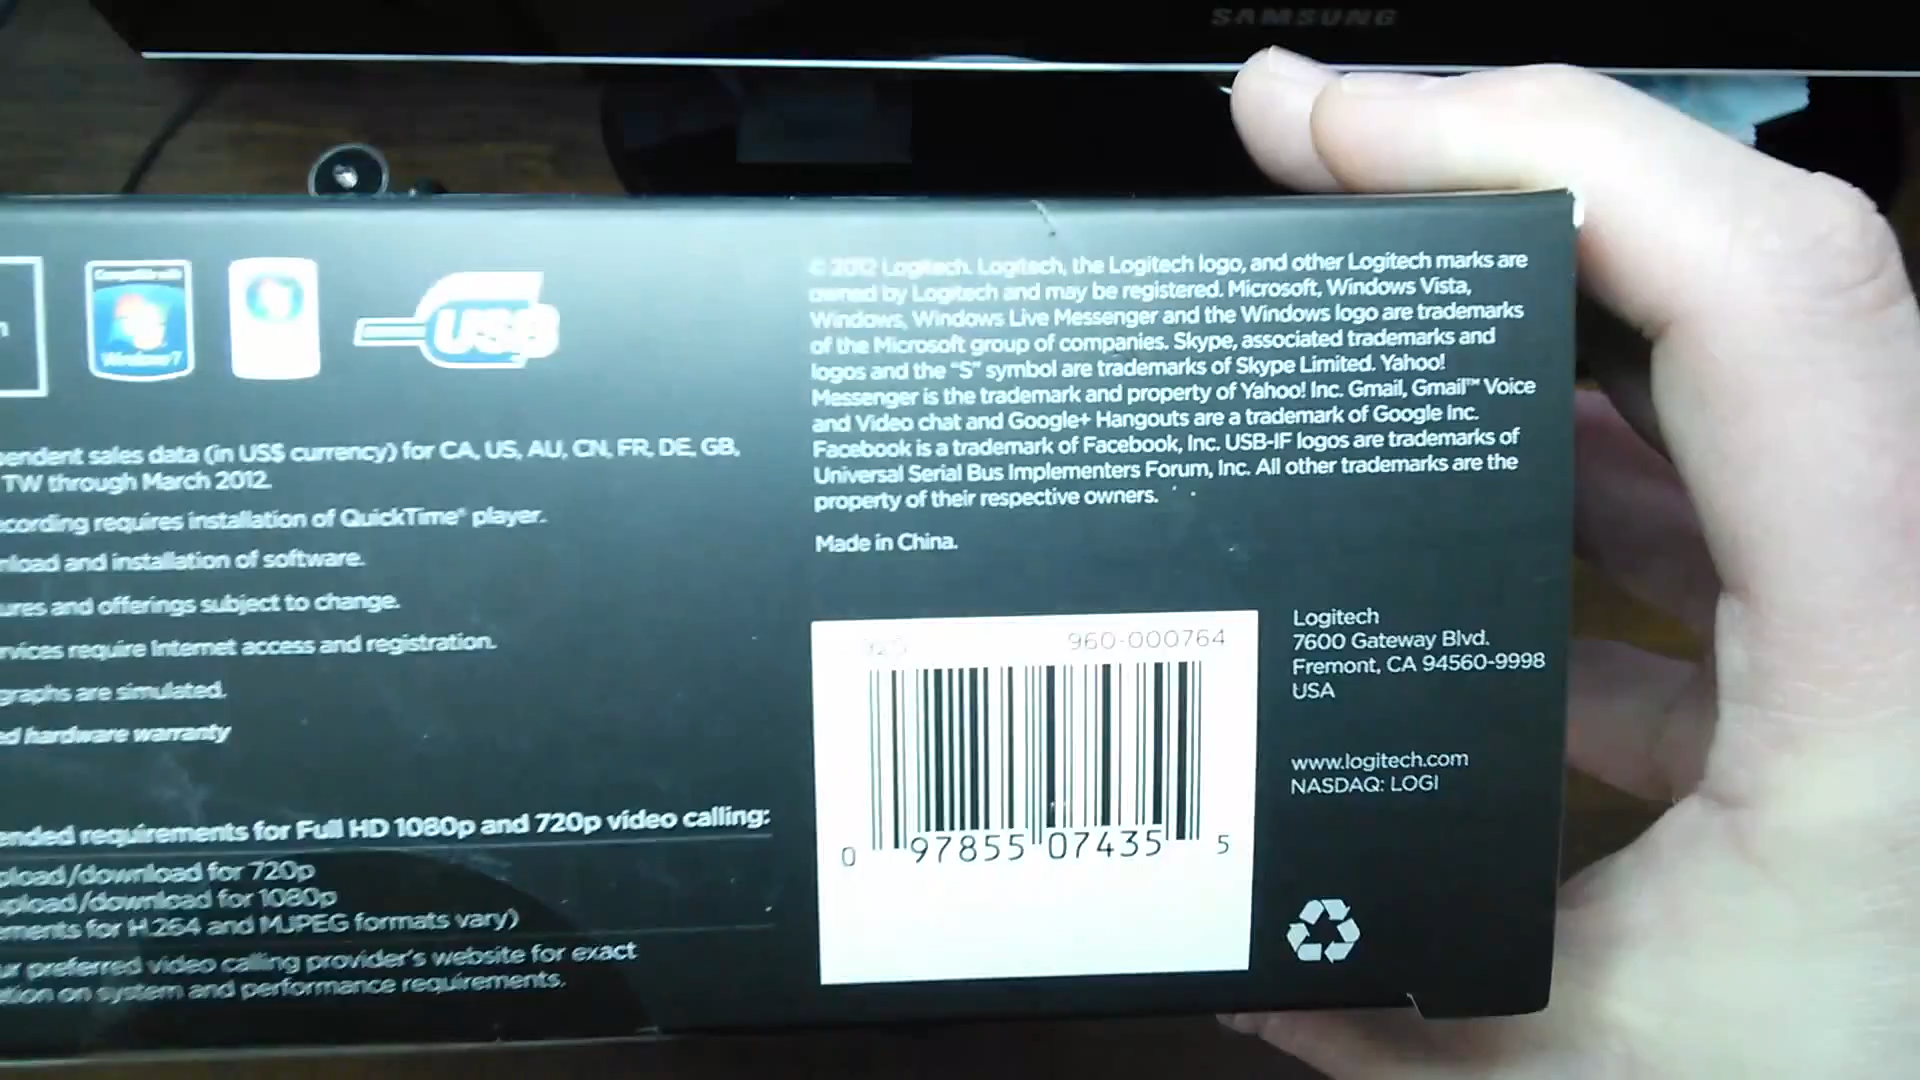 SAMSUNG
Compatible with
Windows 7
USB
© 2012 Logitech. Logitech, the Logitech logo, and other Logitech marks are
owned by Logitech and may be registered. Microsoft, Windows Vista,
Windows, Windows Live Messenger and the Windows logo are trademarks
of the Microsoft group of companies. Skype, associated trademarks and
logos and the "S" symbol are trademarks of Skype Limited. Yahoo!
Messenger is the trademark and property of Yahoo! Inc. Gmail, Gmail™ Voice
and Video chat and Google+ Hangouts are a trademark of Google Inc.
Facebook is a trademark of Facebook, Inc. USB-IF logos are trademarks of
Universal Serial Bus Implementers Forum, Inc. All other trademarks are the
property of their respective owners.
Made in China.
pendent sales data (in US$ currency) for CA, US, AU, CN, FR, DE, GB,
TW through March 2012.
ecording requires installation of QuickTime® player.
nload and installation of software.
ures and offerings subject to change.
rvices require Internet access and registration.
graphs are simulated.
ed hardware warranty
ended requirements for Full HD 1080p and 720p video calling:
pload/download for 720p
upload/download for 1080p
ements for H.264 and MJPEG formats vary)
ur preferred video calling provider's website for exact
ation on system and performance requirements.
960-000764
0 97855 07435 5
Logitech
7600 Gateway Blvd.
Fremont, CA 94560-9998
USA
www.logitech.com
NASDAQ: LOGI